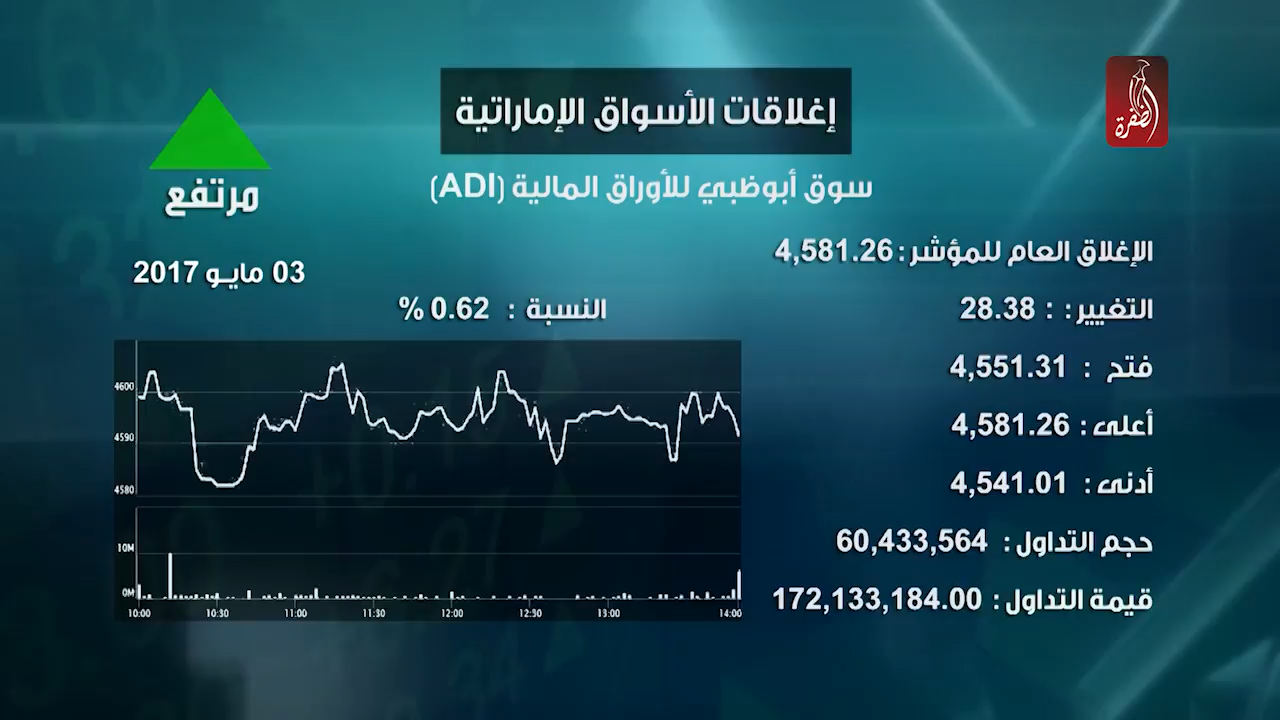 إغلاقات الأسواق الإماراتية
الظفرة
سوق أبوظبي للأوراق المالية (ADI)
مرتفع
03 مايو 2017
الإغلاق العام للمؤشر: 4,581.26
التغيير: : 28.38
النسبة : 0.62 %
فتح : 4,551.31
أعلى: 4,581.26
أدنى: 4,541.01
حجم التداول: 60,433,564
قيمة التداول: 172,133,184.00
4600
4590
4580
10M
0M
10:00 10:30 11:00 11:30 12:00 12:30 13:00 14:00